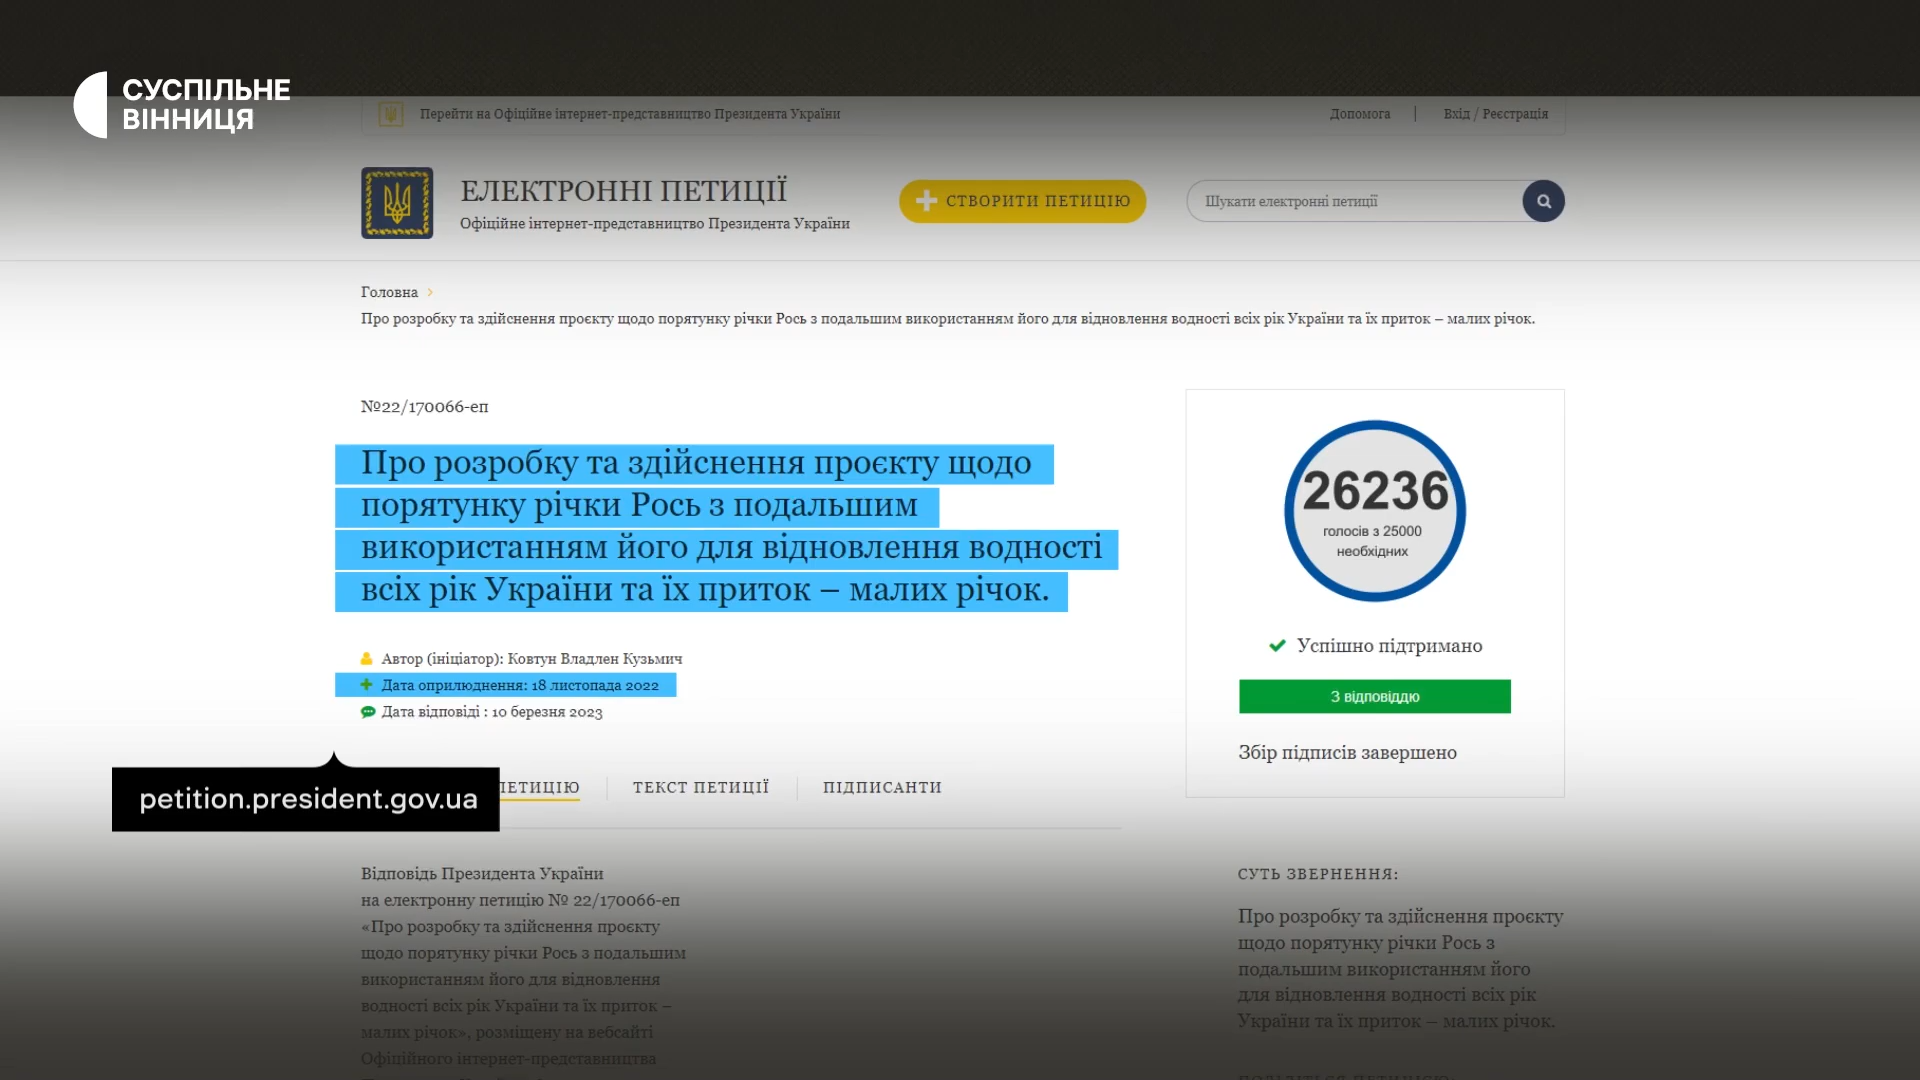 СУСПІЛЬНЕ
ВІННИЦЯ
Перейти на Офіційне інтернет-представництво Президента України
Допомога | Вхід / Реєстрація
ЕЛЕКТРОННІ ПЕТИЦІЇ
Офіційне інтернет-представництво Президента України
СТВОРИТИ ПЕТИЦІЮ
Шукати електронні петиції
Головна >
Про розробку та здійснення проєкту щодо порятунку річки Рось з подальшим використанням його для відновлення водності всіх рік України та їх приток – малих річок.
№22/170066-еп
Про розробку та здійснення проєкту щодо
порятунку річки Рось з подальшим
використанням його для відновлення водності
всіх рік України та їх приток – малих річок.
Автор (ініціатор): Ковтун Владлен Кузьмич
Дата оприлюднення: 18 листопада 2022
Дата відповіді : 10 березня 2023
26236
голосів з 25000
необхідних
Успішно підтримано
З відповіддю
Збір підписів завершено
petition.president.gov.ua
ПЕТИЦІЮ
ТЕКСТ ПЕТИЦІЇ
ПІДПИСАНТИ
Відповідь Президента України
на електронну петицію № 22/170066-еп
«Про розробку та здійснення проєкту
щодо порятунку річки Рось з подальшим
використанням його для відновлення
водності всіх рік України та їх приток –
малих річок», розміщену на вебсайті
Офіційного інтернет-представництва
СУТЬ ЗВЕРНЕННЯ:
Про розробку та здійснення проєкту
щодо порятунку річки Рось з
подальшим використанням його
для відновлення водності всіх рік
України та їх приток – малих річок.